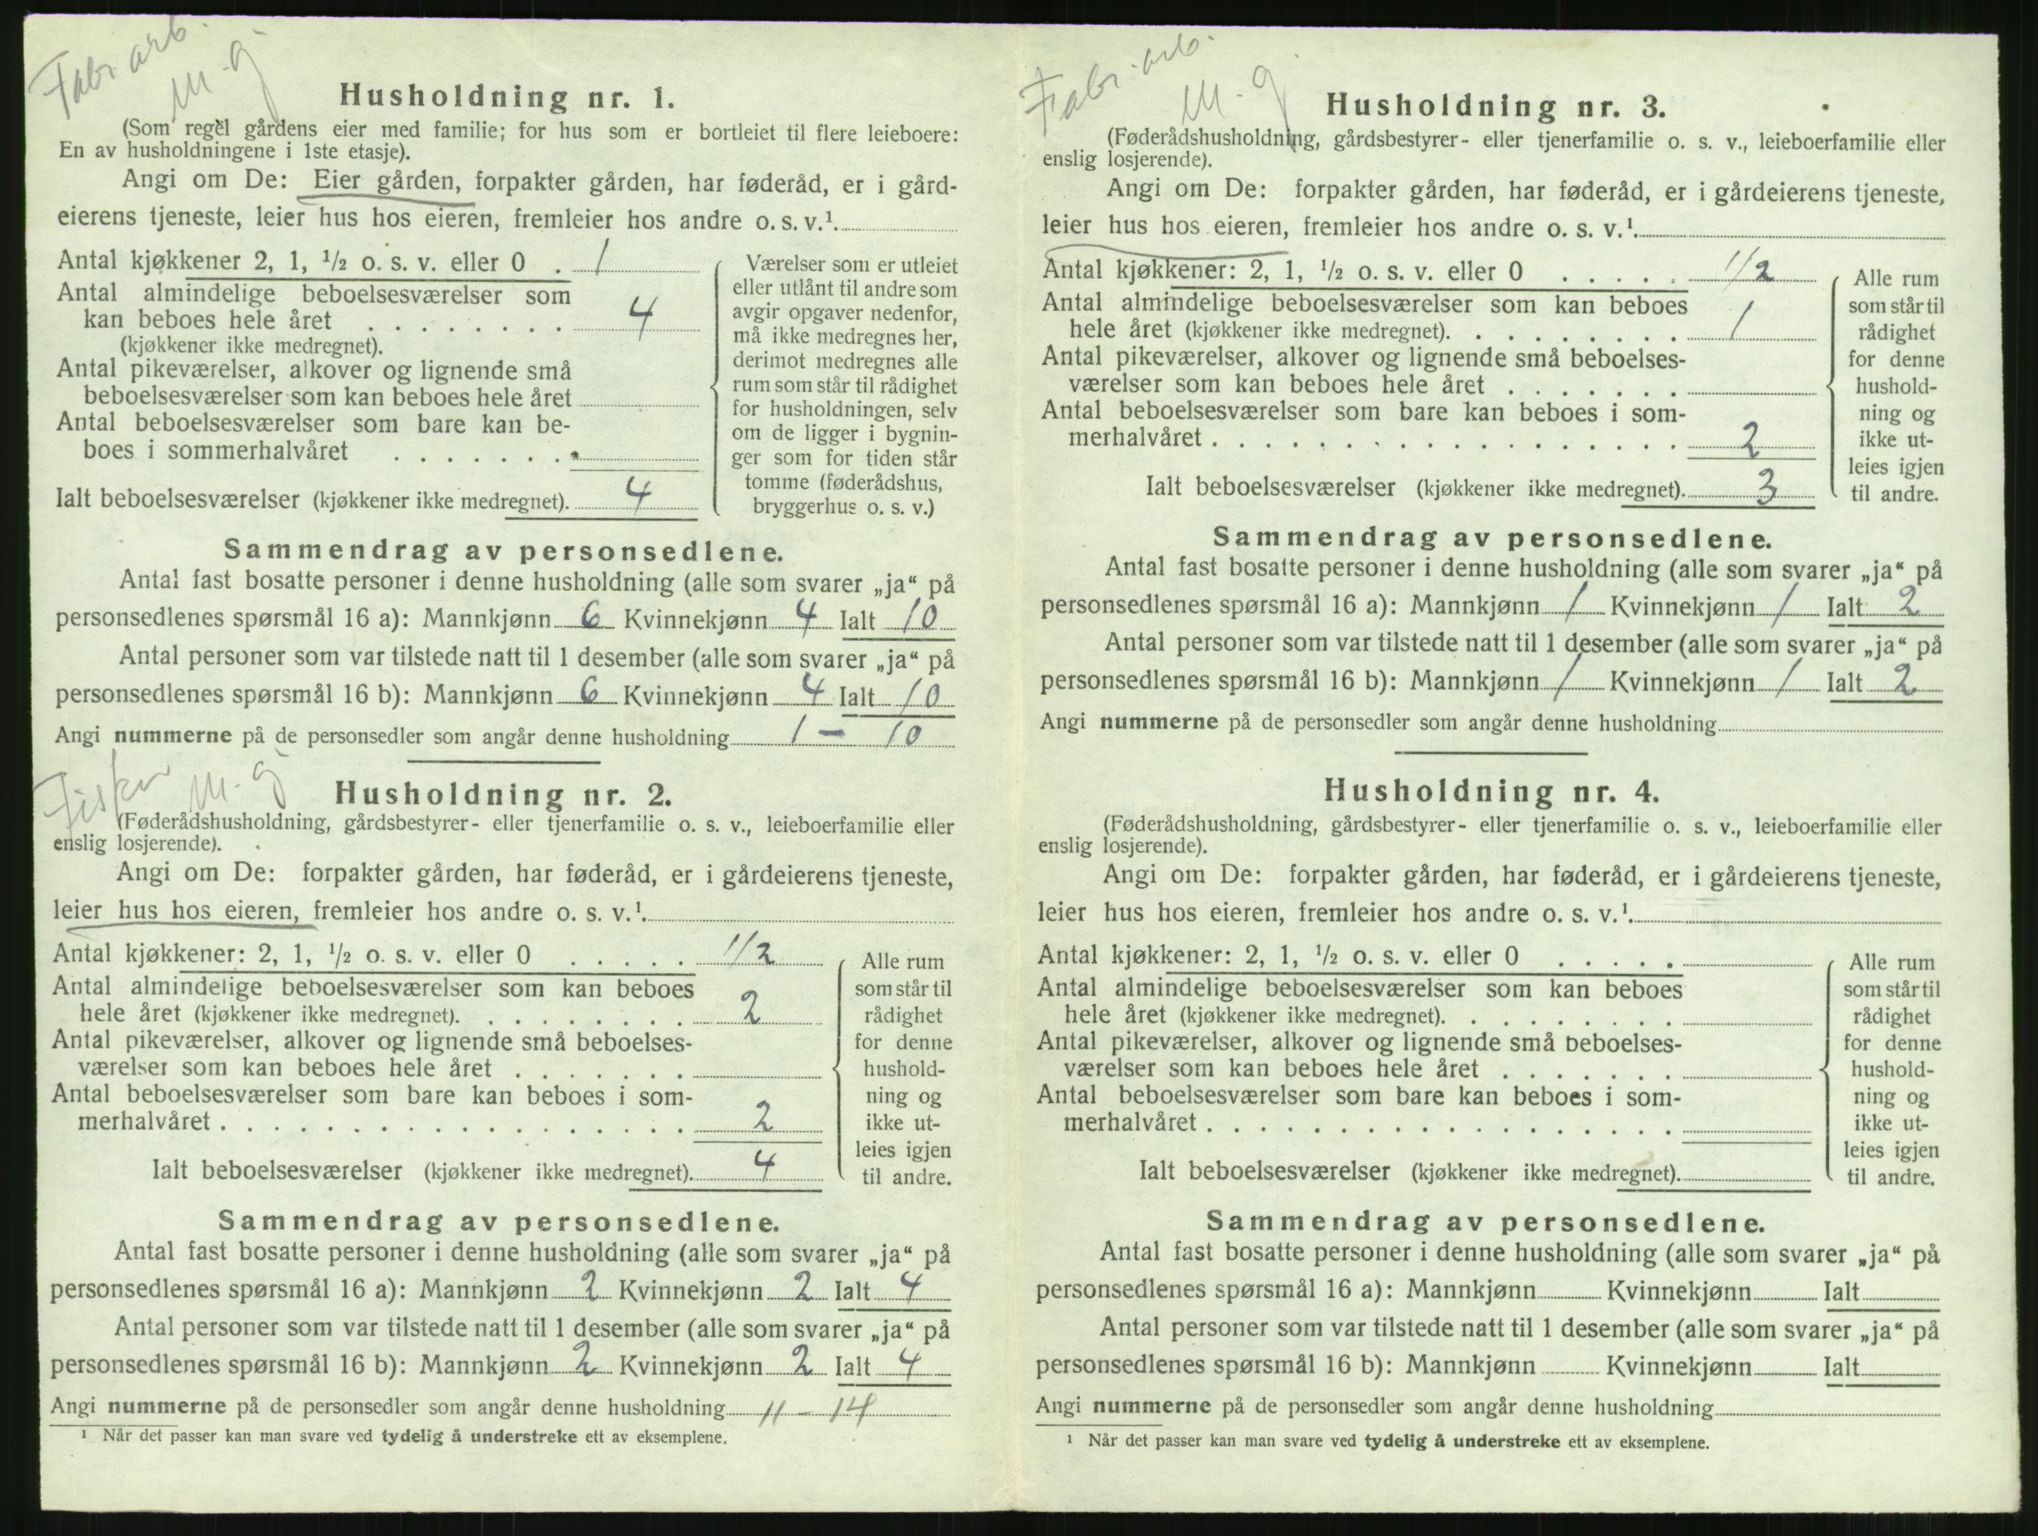 Fabr. arb.
m. g
Husholdning nr. 1.
(Som regel gårdens eier med familie; for hus som er bortleiet til flere leieboere:
En av husholdningene i 1ste etasje).
Angi om De: Eier gården, forpakter gården, har føderåd, er i gård-
eierens tjeneste, leier hus hos eieren, fremleier hos andre o. s. v.¹
Antal kjøkkener 2, 1, ½ o. s. v. eller 0 . 1
Antal almindelige beboelsesværelser som
kan beboes hele året . . . . . . . . 4
(kjøkkener ikke medregnet).
Antal pikeværelser, alkover og lignende små
beboelsesværelser som kan beboes hele året
Antal beboelsesværelser som bare kan be-
boes i sommerhalvåret . . . . . . .
Ialt beboelsesværelser (kjøkkener ikke medregnet). 4
Værelser som er utleiet
eller utlånt til andre som
avgir opgaver nedenfor,
må ikke medregnes her,
derimot medregnes alle
rum som står til rådighet
for husholdningen, selv
om de ligger i bygnin-
ger som for tiden står
tomme (føderådshus,
bryggerhus o. s. v.)
Sammendrag av personsedlene.
Antal fast bosatte personer i denne husholdning (alle som svarer „ja“ på
personsedlenes spørsmål 16 a): Mannkjønn 6 Kvinnekjønn 4 Ialt 10
Antal personer som var tilstede natt til 1 desember (alle som svarer „ja“ på
personsedlenes spørsmål 16 b): Mannkjønn 6 Kvinnekjønn 4 Ialt 10
Angi nummerne på de personsedler som angår denne husholdning 1 – 10
Fisker m. g
Husholdning nr. 2.
(Føderådshusholdning, gårdsbestyrer- eller tjenerfamilie o. s. v., leieboerfamilie eller
enslig losjerende).
Angi om De: forpakter gården, har føderåd, er i gårdeierens tjeneste,
leier hus hos eieren, fremleier hos andre o. s. v.¹
Antal kjøkkener: 2, 1, ½ o. s. v. eller 0 . . . . . 1/2
Antal almindelige beboelsesværelser som kan beboes
hele året (kjøkkener ikke medregnet). . . . . . . . . 2
Antal pikeværelser, alkover og lignende små beboelses-
værelser som kan beboes hele året . . . . . . .
Antal beboelsesværelser som bare kan beboes i som-
merhalvåret . . . . . . . . . . . . . . . . . . 2
Ialt beboelsesværelser (kjøkkener ikke medregnet). 4
Alle rum
som står til
rådighet
for denne
hushold-
ning og
ikke ut-
leies igjen
til andre.
Sammendrag av personsedlene.
Antal fast bosatte personer i denne husholdning (alle som svarer „ja“ på
personsedlenes spørsmål 16 a): Mannkjønn 2 Kvinnekjønn 2 Ialt 4
Antal personer som var tilstede natt til 1 desember (alle som svarer „ja“ på
personsedlenes spørsmål 16 b): Mannkjønn 2 Kvinnekjønn 2 Ialt 4
Angi nummerne på de personsedler som angår denne husholdning 11 – 14
¹ Når det passer kan man svare ved tydelig å understreke ett av eksemplene.
Fabr. arb.
m. g
Husholdning nr. 3.
(Føderådshusholdning, gårdsbestyrer- eller tjenerfamilie o. s. v., leieboerfamilie eller
enslig losjerende).
Angi om De: forpakter gården, har føderåd, er i gårdeierens tjeneste,
leier hus hos eieren, fremleier hos andre o. s. v.¹
Antal kjøkkener: 2, 1, ½ o. s. v. eller 0 . . . . . 1/2
Antal almindelige beboelsesværelser som kan beboes
hele året (kjøkkener ikke medregnet). . . . . . . . . 1
Antal pikeværelser, alkover og lignende små beboelses-
værelser som kan beboes hele året . . . . . . .
Antal beboelsesværelser som bare kan beboes i som-
merhalvåret . . . . . . . . . . . . . . . . . . 2
Ialt beboelsesværelser (kjøkkener ikke medregnet). 3
Alle rum
som står til
rådighet
for denne
hushold-
ning og
ikke ut-
leies igjen
til andre.
Sammendrag av personsedlene.
Antal fast bosatte personer i denne husholdning (alle som svarer „ja“ på
personsedlenes spørsmål 16 a): Mannkjønn 1 Kvinnekjønn 1 Ialt 2
Antal personer som var tilstede natt til 1 desember (alle som svarer „ja“ på
personsedlenes spørsmål 16 b): Mannkjønn 1 Kvinnekjønn 1 Ialt 2
Angi nummerne på de personsedler som angår denne husholdning
Husholdning nr. 4.
(Føderådshusholdning, gårdsbestyrer- eller tjenerfamilie o. s. v., leieboerfamilie eller
enslig losjerende).
Angi om De: forpakter gården, har føderåd, er i gårdeierens tjeneste,
leier hus hos eieren, fremleier hos andre o. s. v.¹
Antal kjøkkener: 2, 1, ½ o. s. v. eller 0 . . . . .
Antal almindelige beboelsesværelser som kan beboes
hele året (kjøkkener ikke medregnet). . . . . . . . .
Antal pikeværelser, alkover og lignende små beboelses-
værelser som kan beboes hele året . . . . . . .
Antal beboelsesværelser som bare kan beboes i som-
merhalvåret . . . . . . . . . . . . . . . . . .
Ialt beboelsesværelser (kjøkkener ikke medregnet).
Alle rum
som står til
rådighet
for denne
hushold-
ning og
ikke ut-
leies igjen
til andre.
Sammendrag av personsedlene.
Antal fast bosatte personer i denne husholdning (alle som svarer „ja“ på
personsedlenes spørsmål 16 a): Mannkjønn Kvinnekjønn Ialt
Antal personer som var tilstede natt til 1 desember (alle som svarer „ja“ på
personsedlenes spørsmål 16 b): Mannkjønn Kvinnekjønn Ialt
Angi nummerne på de personsedler som angår denne husholdning
¹ Når det passer kan man svare ved tydelig å understreke ett av eksemplene.